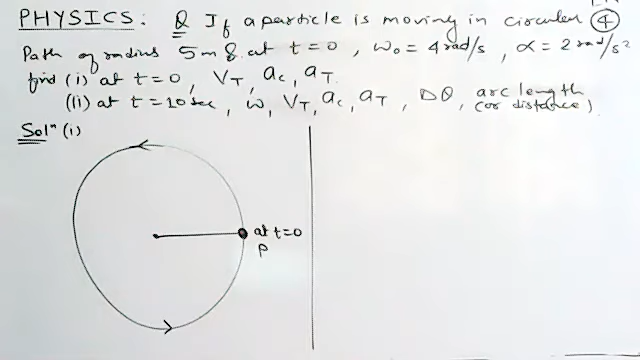 PHYSICS: Q If a particle is moving in circular ④
Path of radius 5m & at t=0, ω₀ = 4 rad/s, α = 2 rad/s²
find (i) at t=0, V_T, a_c, a_T.
(ii) at t=10 sec, ω, V_T, a_c, a_T, Δθ, arc length
(or distance).
Solⁿ (i)
at t=0
P